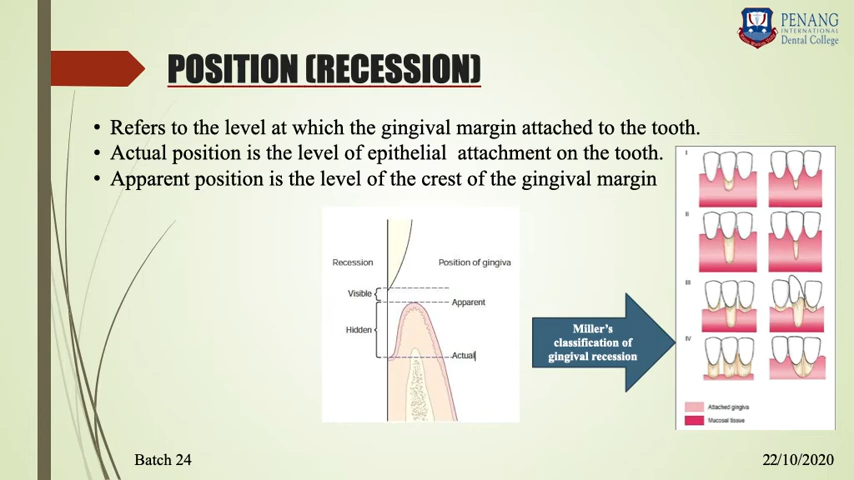 PENANG
INTERNATIONAL
Dental College
POSITION (RECESSION)
• Refers to the level at which the gingival margin attached to the tooth.
• Actual position is the level of epithelial attachment on the tooth.
• Apparent position is the level of the crest of the gingival margin
Recession
Position of gingiva
Visible
Apparent
Hidden
Actual
Miller's
classification of
gingival recession
I
II
III
IV
Attached gingiva
Mucosal tissue
Batch 24
22/10/2020